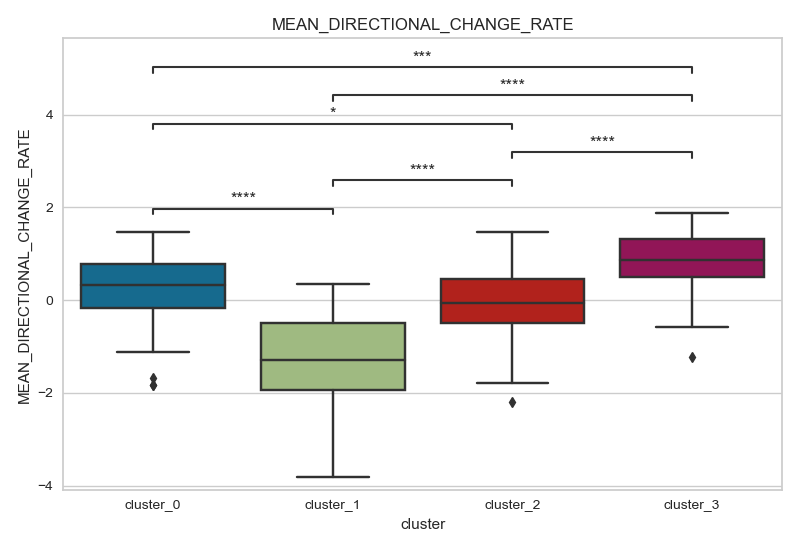 MEAN_DIRECTIONAL_CHANGE_RATE
***
****
*
****
****
****
MEAN_DIRECTIONAL_CHANGE_RATE
4
2
0
−2
−4
cluster_0 cluster_1 cluster_2 cluster_3
cluster